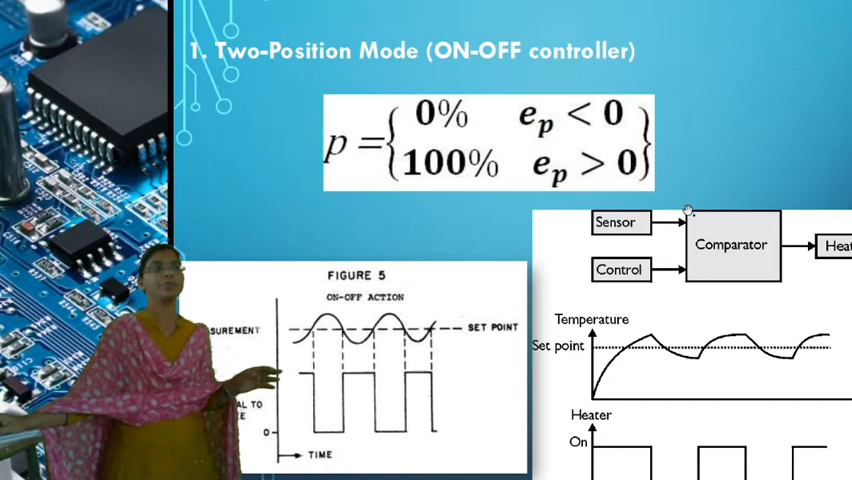 1. Two-Position Mode (ON-OFF controller)
p = { 0% e_p < 0
100% e_p > 0 }
Sensor
Comparator
Control
FIGURE 5
ON-OFF ACTION
SET POINT
0
TIME
Temperature
Set point
Heater
On